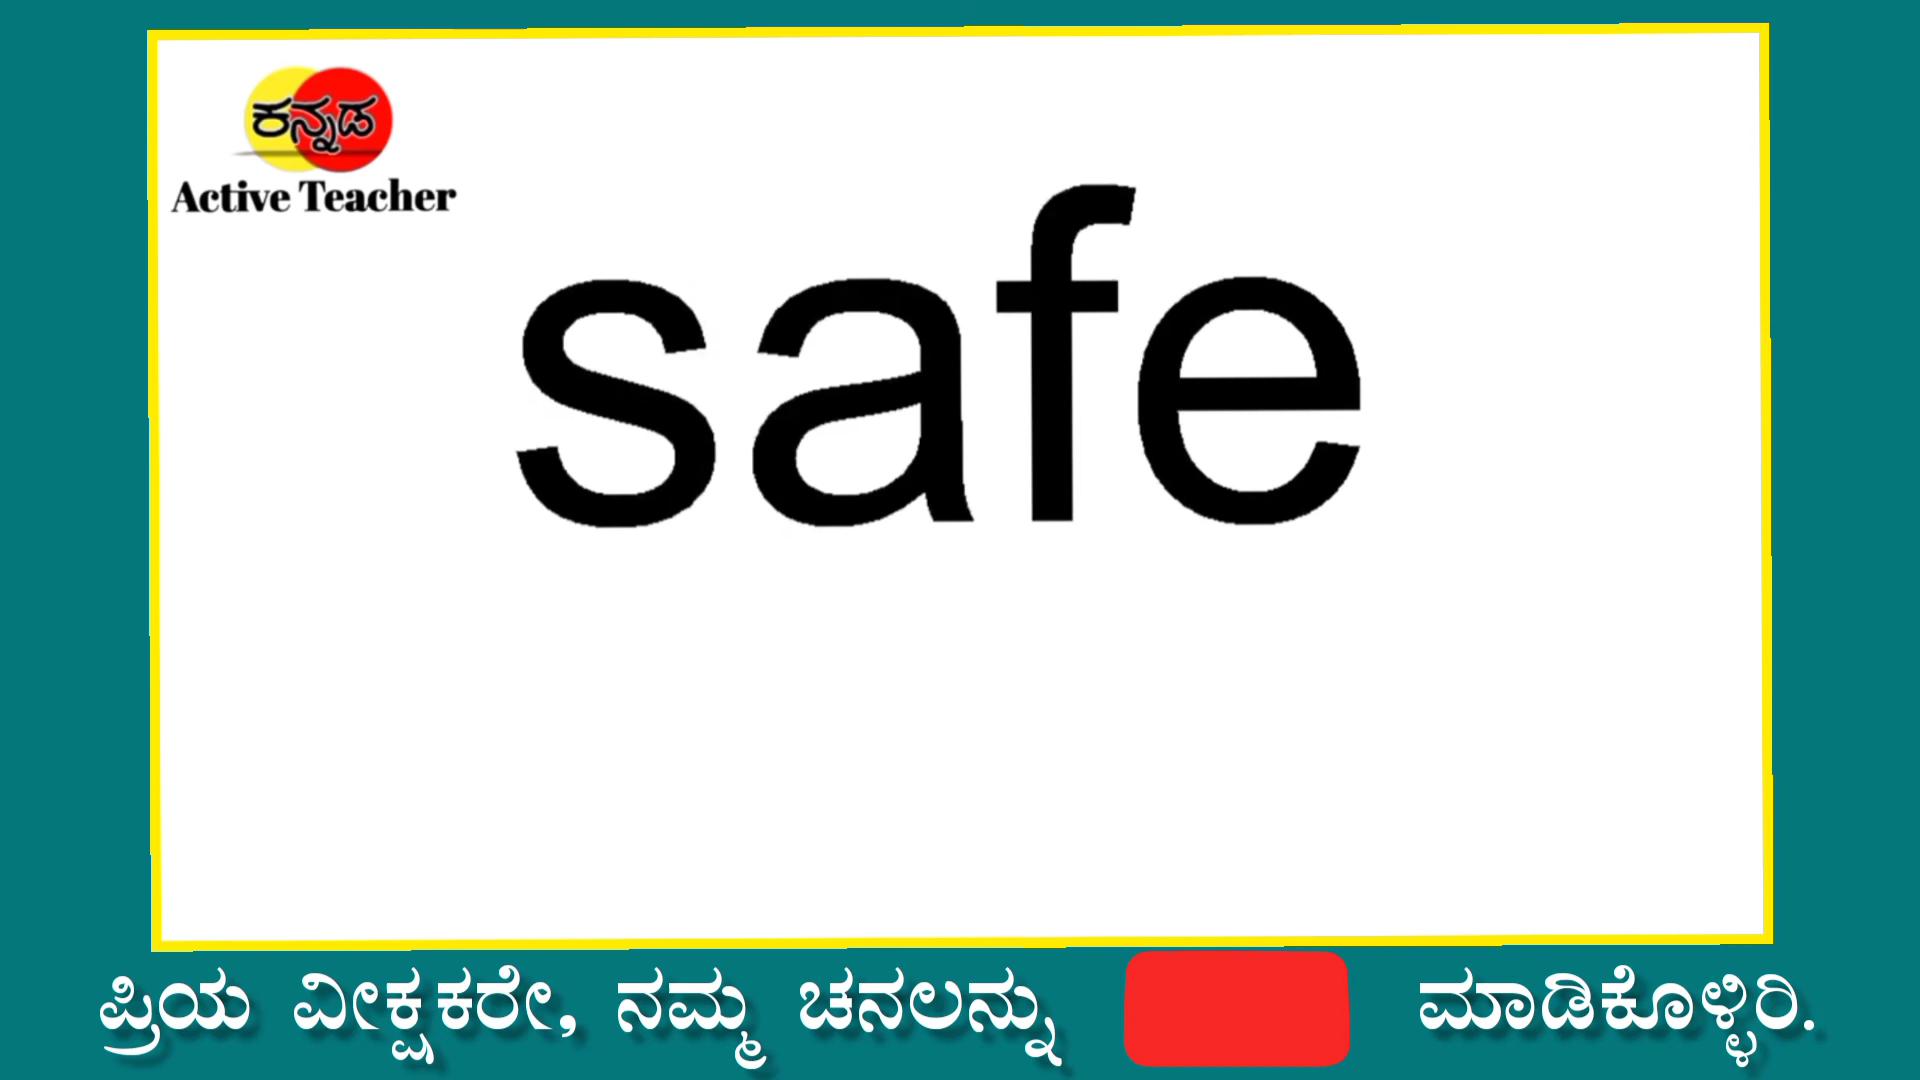 ಕನ್ನಡ
Active Teacher
safe
ಪ್ರಿಯ ವೀಕ್ಷಕರೇ, ನಮ್ಮ ಚನಲನ್ನು ಮಾಡಿಕೊಳ್ಳಿರಿ.